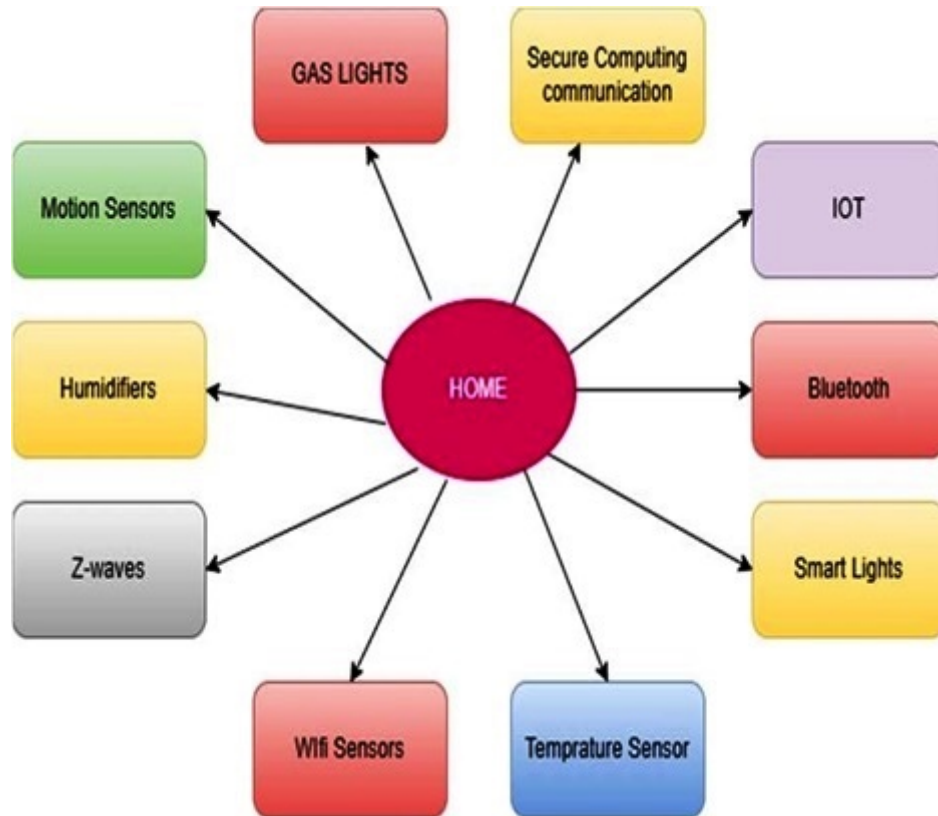 GAS LIGHTS
Secure Computing
communication
Motion Sensors
IOT
Humidifiers
HOME
Bluetooth
Z-waves
Smart Lights
WIfi Sensors
Temprature Sensor